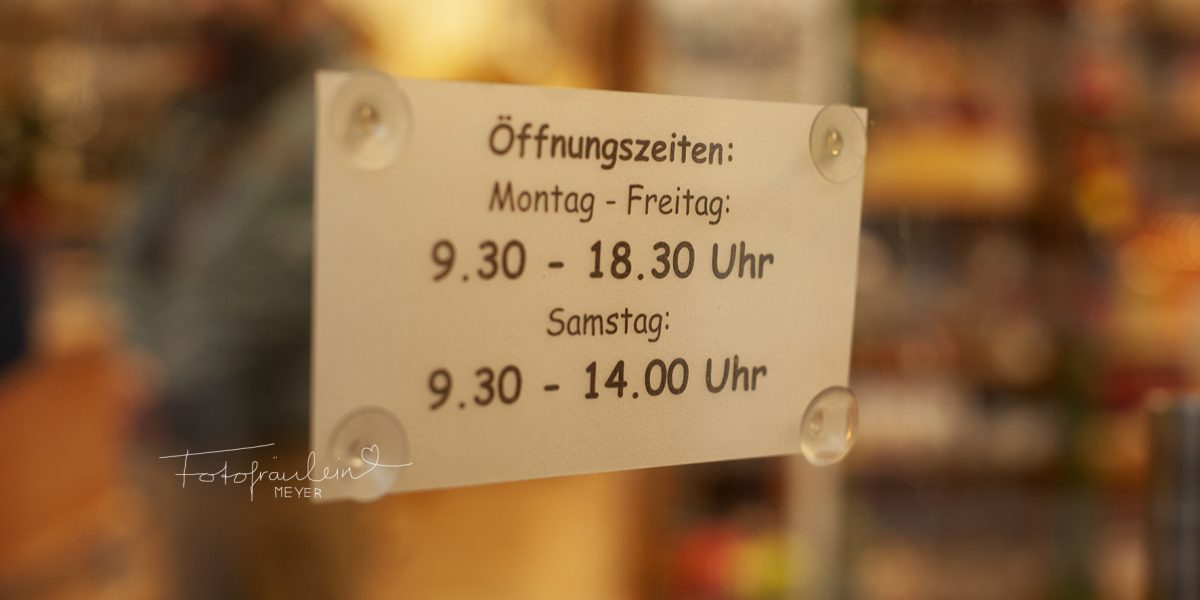 Öffnungszeiten:
Montag - Freitag:
9.30 - 18.30 Uhr
Samstag:
9.30 - 14.00 Uhr
Fotofräulein
MEYER